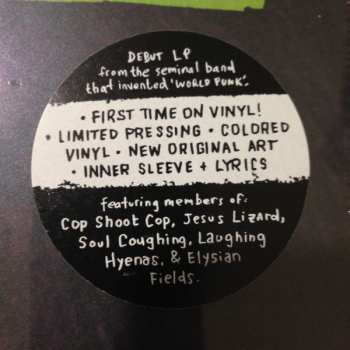 DEBUT LP
from the seminal band
that invented 'WORLD PUNK'.
• FIRST TIME ON VINYL!
• LIMITED PRESSING • COLORED
VINYL • NEW ORIGINAL ART
• INNER SLEEVE + LYRICS
featuring members of:
Cop Shoot Cop, Jesus Lizard,
Soul Coughing, Laughing
Hyenas, & Elysian
Fields.